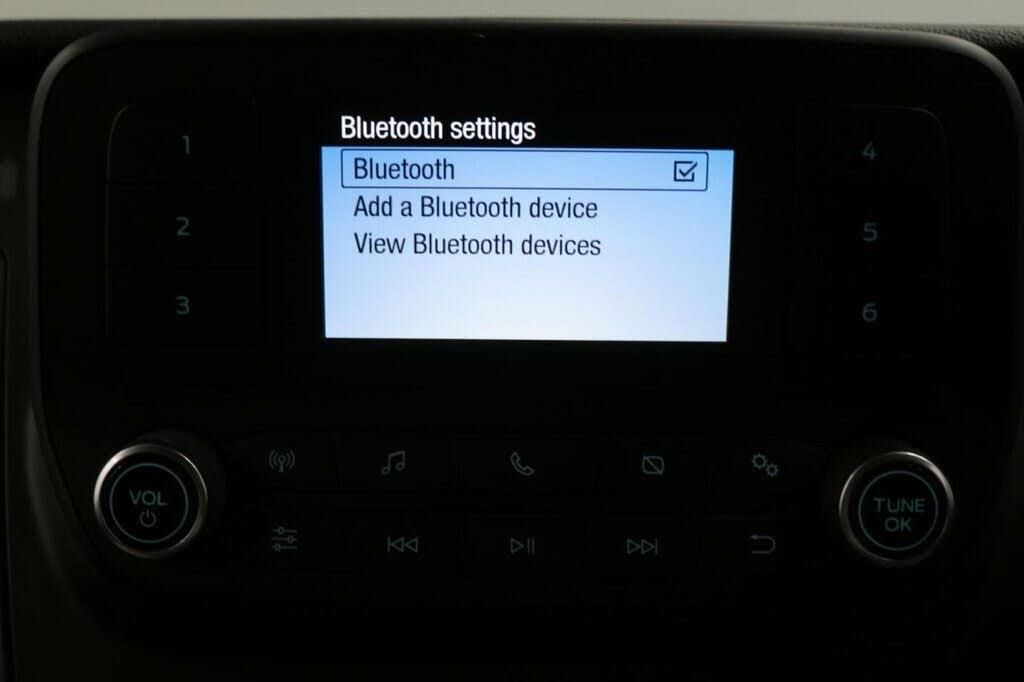 Bluetooth settings
Bluetooth
Add a Bluetooth device
View Bluetooth devices
1
2
3
4
5
6
VOL
TUNE
OK